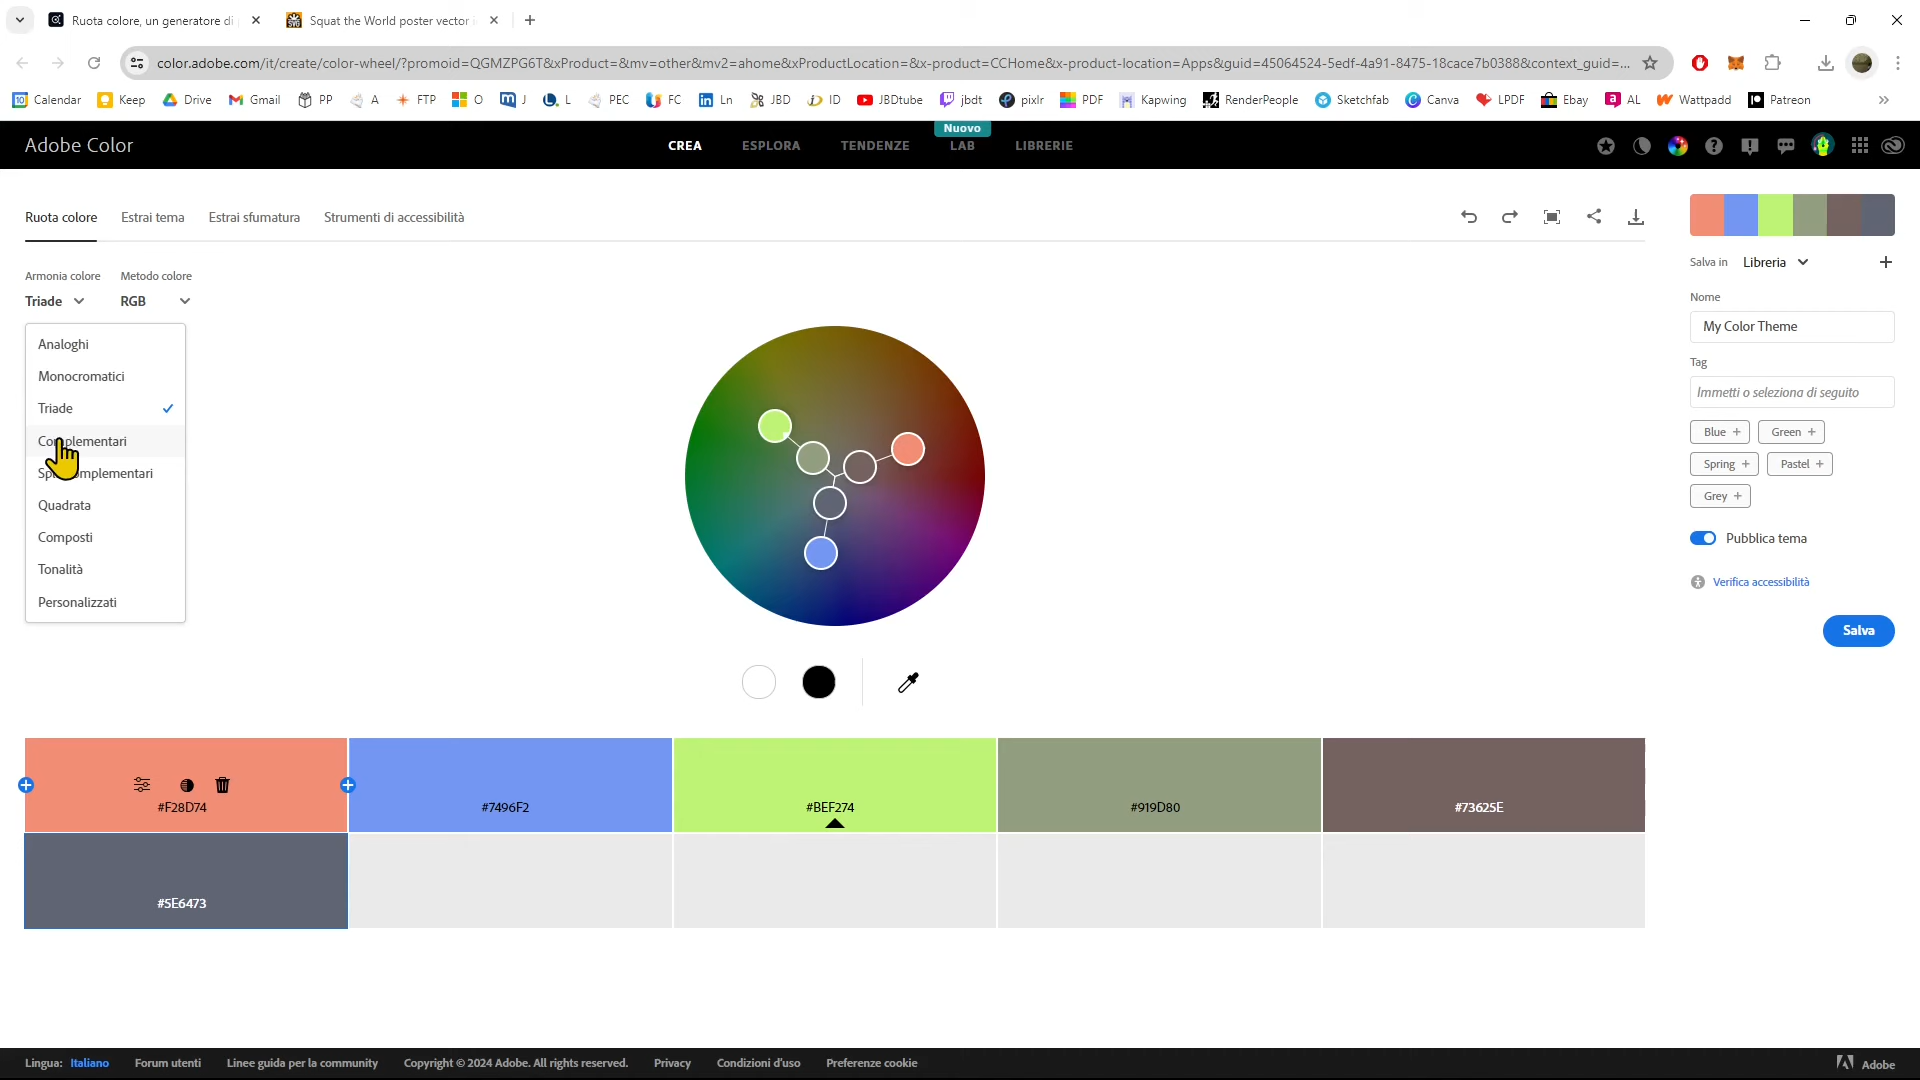 Ruota colore, un generatore di
Squat the World poster vector i
color.adobe.com/it/create/color-wheel/?promoid=QGMZPG6T&xProduct=&mv=other&mv2=ahome&xProductLocation=&x-product=CCHome&x-product-location=Apps&guid=45064524-5edf-4a91-8475-18cace7b0388&context_guid=...
Calendar Keep Drive Gmail PP A FTP O J L PEC FC Ln JBD ID JBDtube jbdt pixlr PDF Kapwing RenderPeople Sketchfab Canva LPDF Ebay AL Wattpadd Patreon »
Adobe Color
CREA ESPLORA TENDENZE LAB LIBRERIE
Nuovo
Ruota colore Estrai tema Estrai sfumatura Strumenti di accessibilità
Armonia colore Metodo colore
Triade RGB
Analoghi
Monocromatici
Triade
Complementari
Quadrata
Composti
Tonalità
Personalizzati
Salva in Libreria
Nome
My Color Theme
Tag
Immetti o seleziona di seguito
Blue + Green +
Spring + Pastel +
Grey +
Pubblica tema
Verifica accessibilità
Salva
#F28D74 #7496F2 #BEF274 #919D80 #73625E
#5E6473
Lingua: Italiano Forum utenti Linee guida per la community Copyright © 2024 Adobe. All rights reserved. Privacy Condizioni d'uso Preferenze cookie Adobe